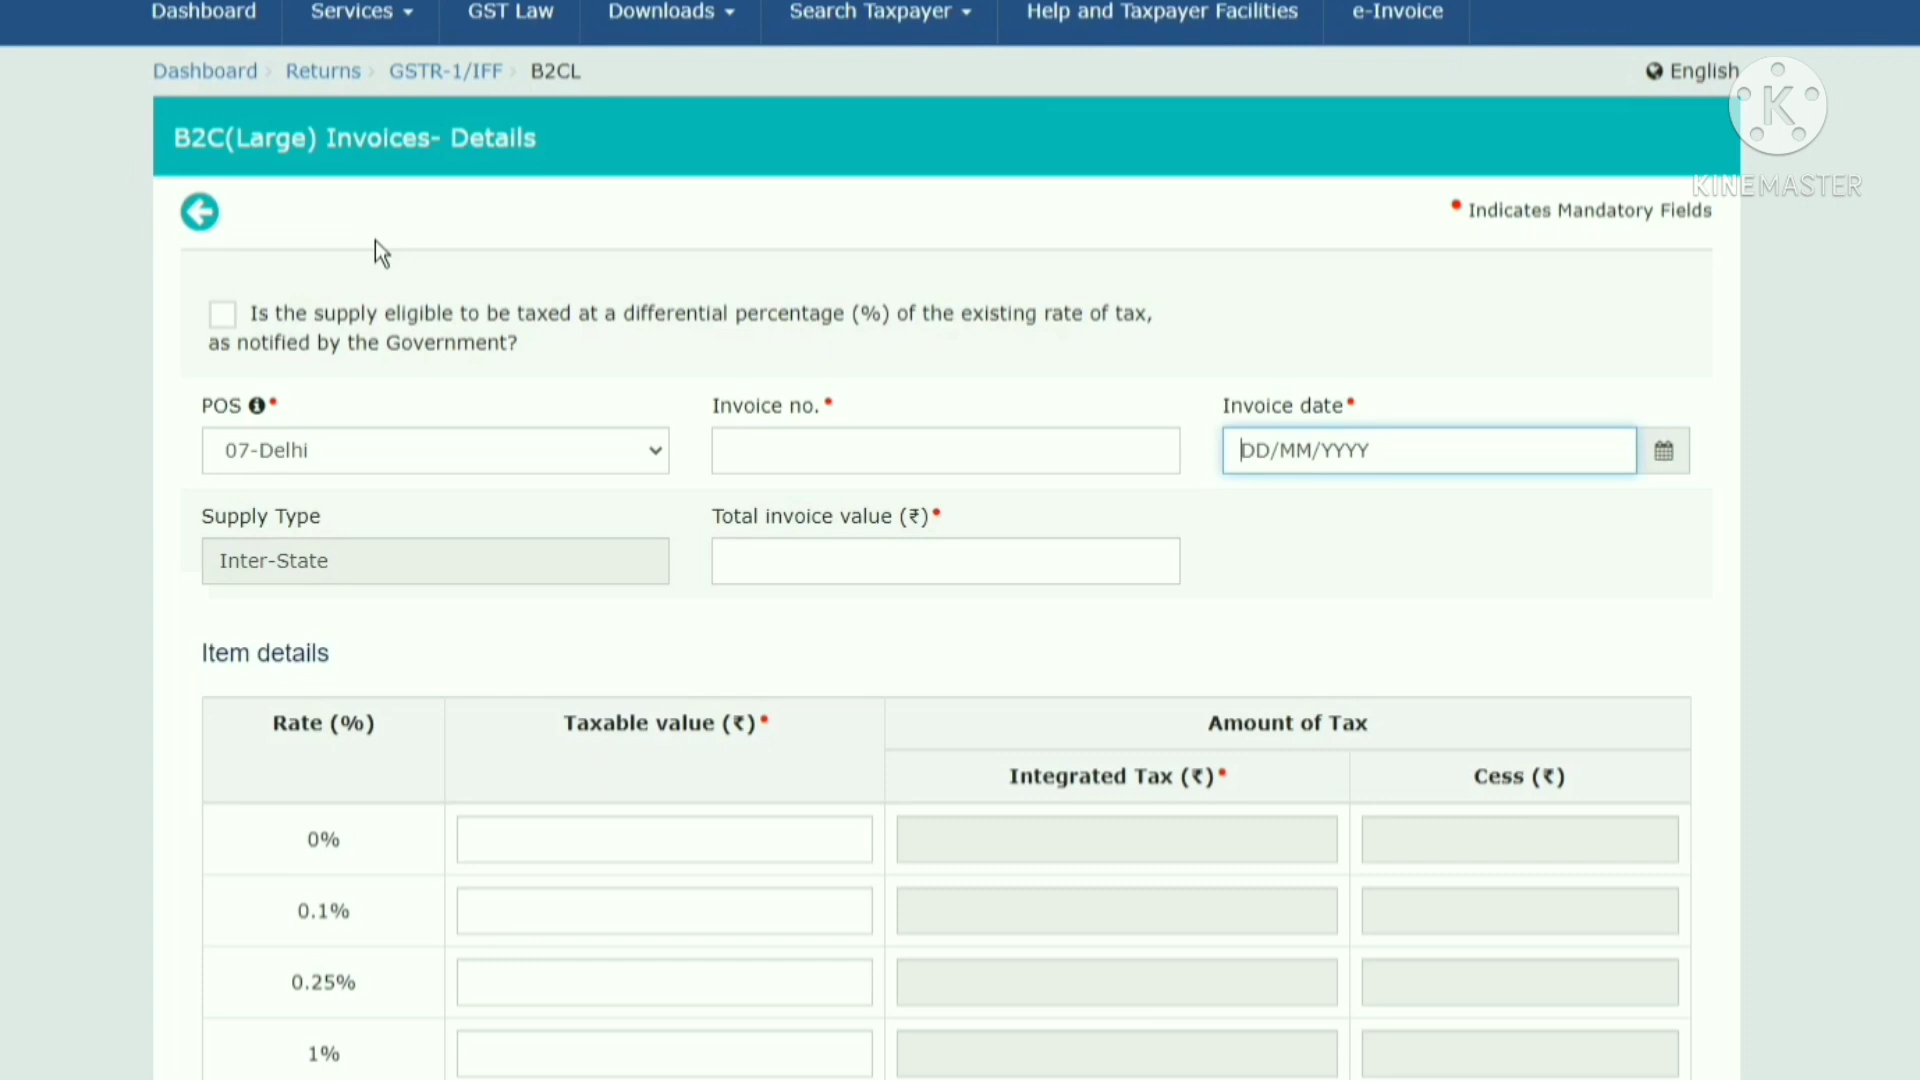 Dashboard Services GST Law Downloads Search Taxpayer Help and Taxpayer Facilities e-Invoice
Dashboard Returns GSTR-1/IFF B2CL English
K
KINEMASTER
B2C(Large) Invoices- Details
• Indicates Mandatory Fields
Is the supply eligible to be taxed at a differential percentage (%) of the existing rate of tax,
as notified by the Government?
POS • Invoice no. • Invoice date •
07-Delhi DD/MM/YYYY
Supply Type Total invoice value (₹) •
Inter-State
Item details
Rate (%) Taxable value (₹) • Amount of Tax
Integrated Tax (₹) • Cess (₹)
0%
0.1%
0.25%
1%